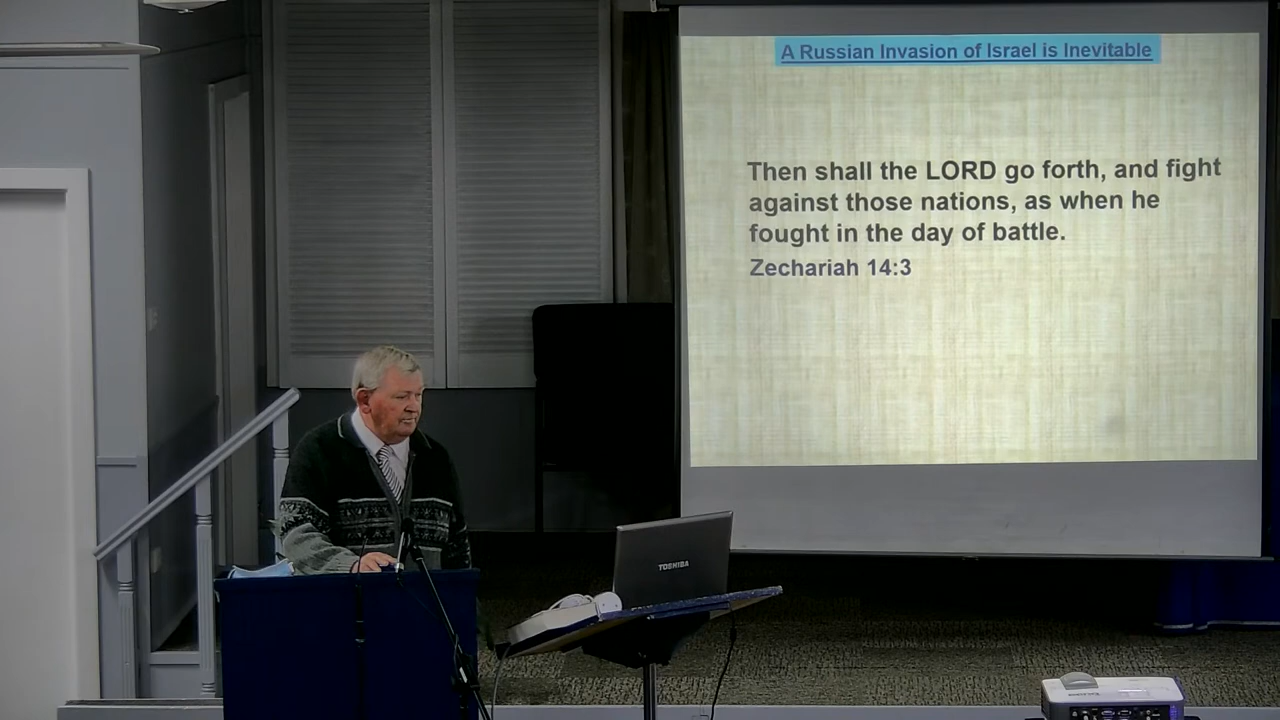 A Russian Invasion of Israel is Inevitable
Then shall the LORD go forth, and fight
against those nations, as when he
fought in the day of battle.
Zechariah 14:3
TOSHIBA